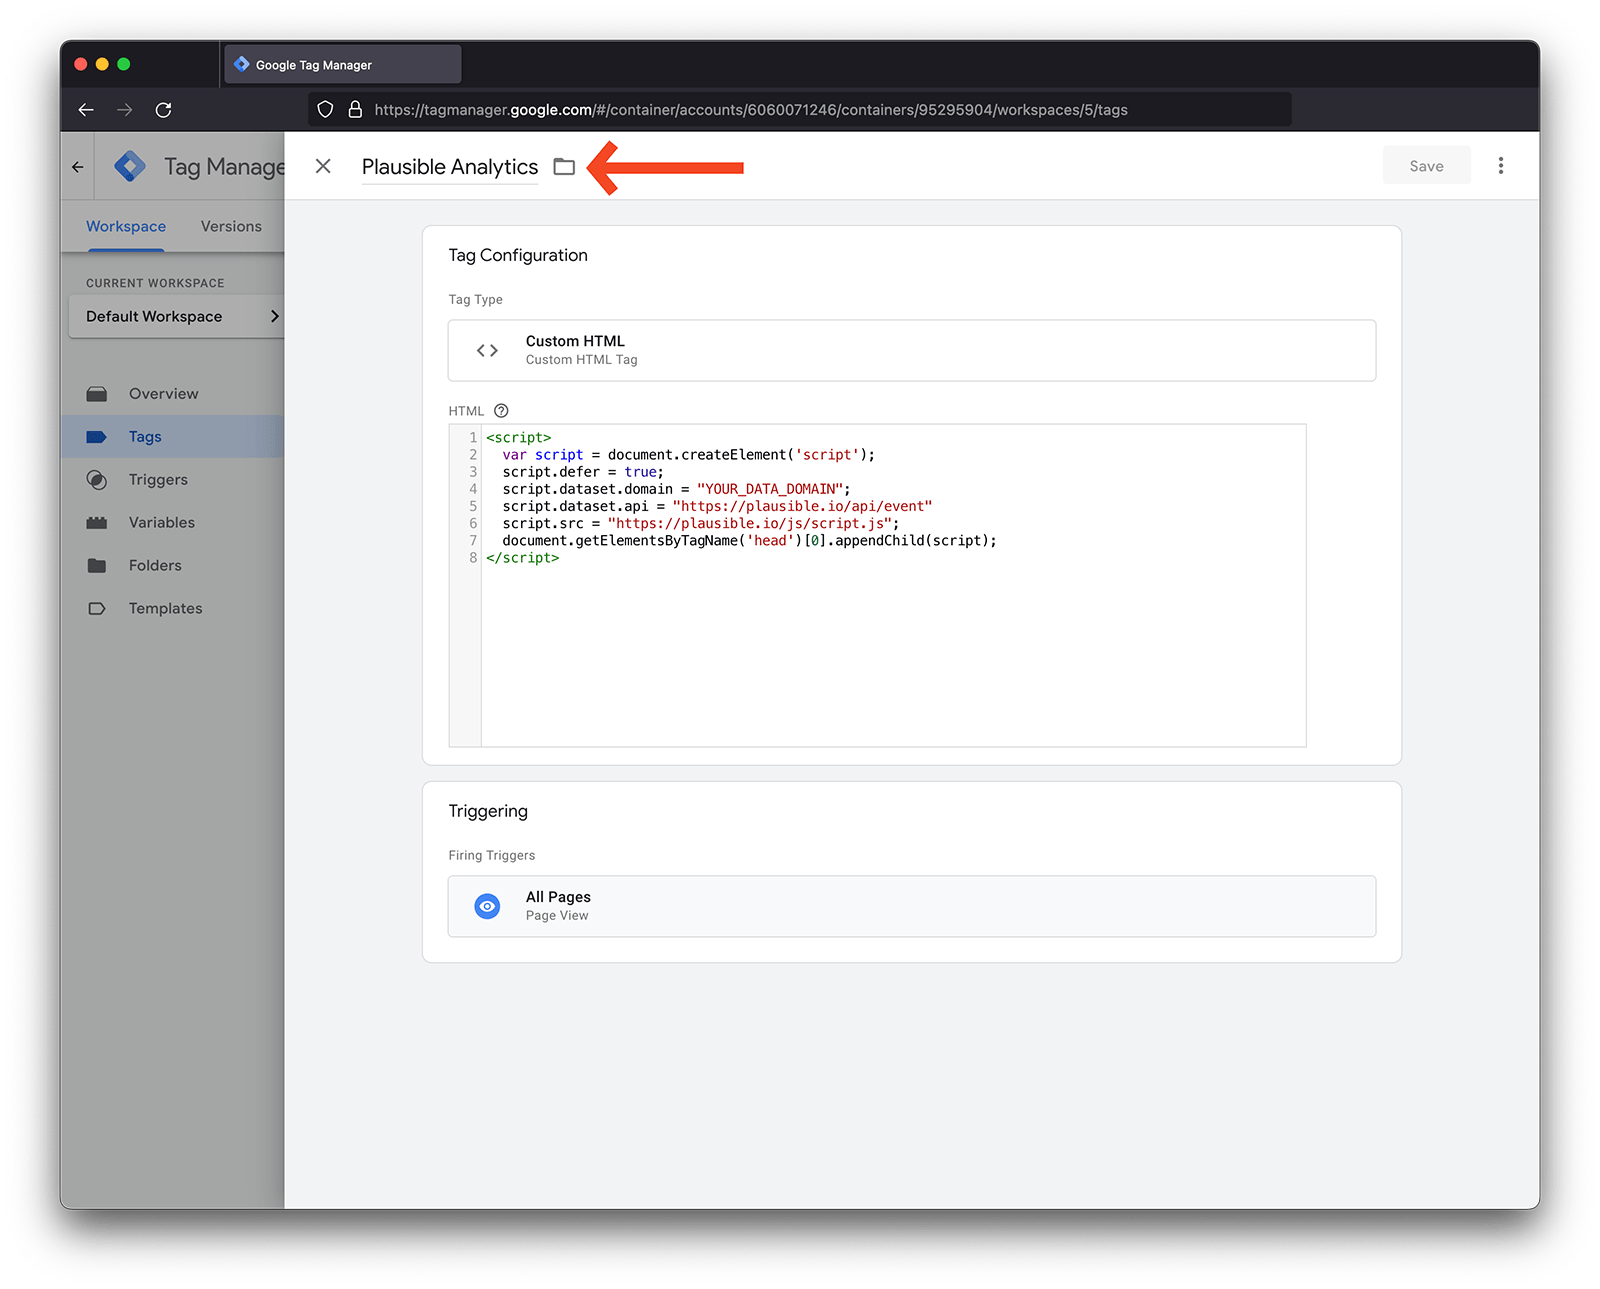 Google Tag Manager
https://tagmanager.google.com/#/container/accounts/6060071246/containers/95295904/workspaces/5/tags
Tag Manage
Plausible Analytics
Save
Workspace Versions
CURRENT WORKSPACE
Default Workspace
Overview
Tags
Triggers
Variables
Folders
Templates
Tag Configuration
Tag Type
Custom HTML
Custom HTML Tag
HTML
1 <script>
2   var script = document.createElement('script');
3   script.defer = true;
4   script.dataset.domain = "YOUR_DATA_DOMAIN";
5   script.dataset.api = "https://plausible.io/api/event"
6   script.src = "https://plausible.io/js/script.js";
7   document.getElementsByTagName('head')[0].appendChild(script);
8 </script>
Triggering
Firing Triggers
All Pages
Page View